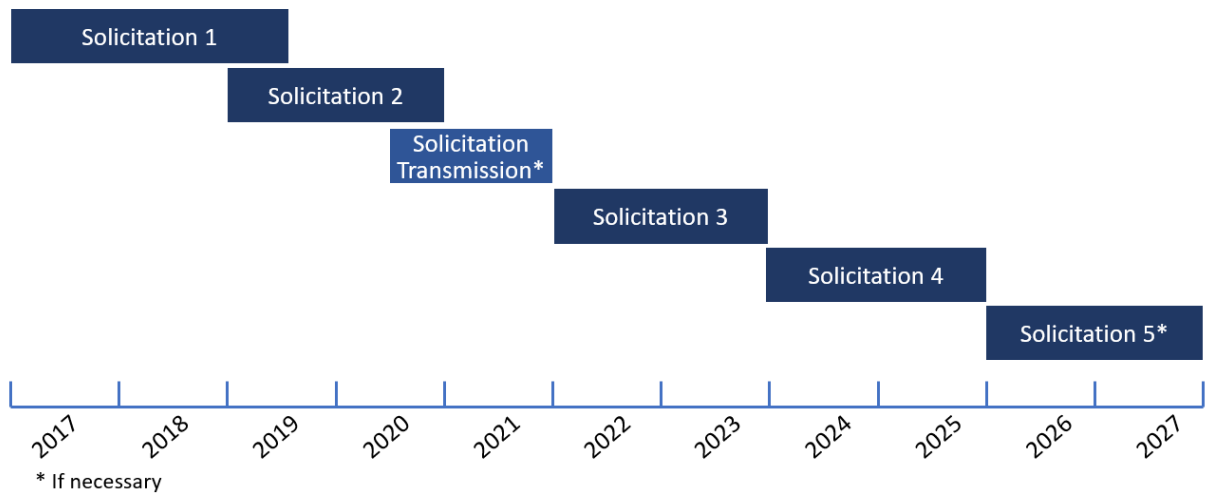 Solicitation 1
Solicitation 2
Solicitation
Transmission*
Solicitation 3
Solicitation 4
Solicitation 5*
2017
2018
2019
2020
2021
2022
2023
2024
2025
2026
2027
* If necessary